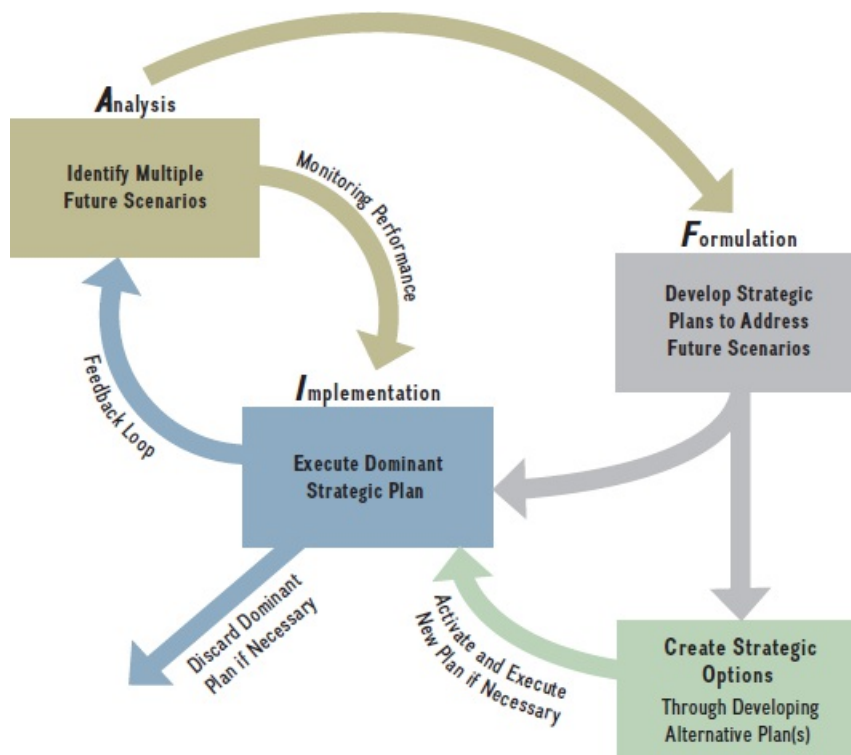 Analysis
Identify Multiple
Future Scenarios
Monitoring Performance
Formulation
Develop Strategic
Plans to Address
Future Scenarios
Feedback Loop
Implementation
Execute Dominant
Strategic Plan
Discard Dominant
Plan if Necessary
Activate and Execute
New Plan if Necessary
Create Strategic
Options
Through Developing
Alternative Plan(s)